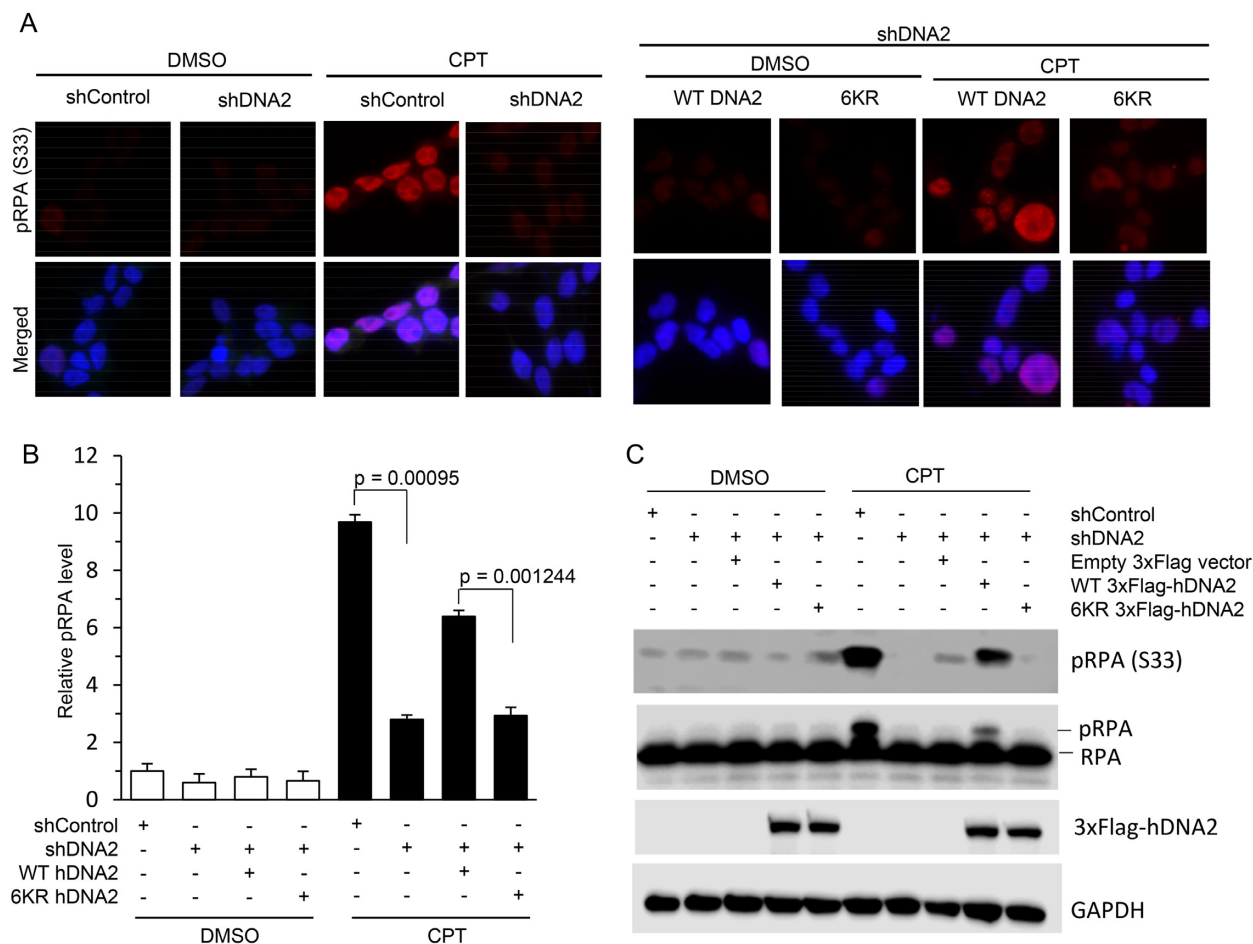 A
DMSO
CPT
shControl
shDNA2
shControl
shDNA2
pRPA (S33)
Merged
shDNA2
DMSO
CPT
WT DNA2
6KR
WT DNA2
6KR
B
Relative pRPA level
12
10
8
6
4
2
0
p = 0.00095
p = 0.001244
shControl + - - - + - - -
shDNA2 - + + + - + + +
WT hDNA2 - - + - - - + -
6KR hDNA2 - - - + - - - +
DMSO
CPT
C
DMSO
CPT
+ - - - - + - - - - shControl
- + + + + - + + + + shDNA2
- - + - - - - + - - Empty 3xFlag vector
- - - + - - - - + - WT 3xFlag-hDNA2
- - - - + - - - - + 6KR 3xFlag-hDNA2
pRPA (S33)
pRPA
RPA
3xFlag-hDNA2
GAPDH